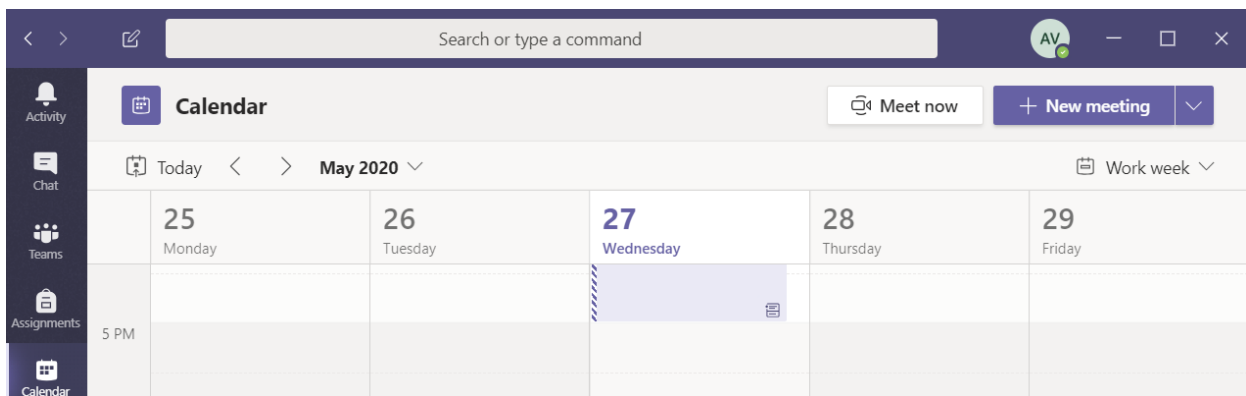 Search or type a command
AV
Activity
Chat
Teams
Assignments
Calendar
Calendar
Meet now
New meeting
Today
May 2020
Work week
25
Monday
26
Tuesday
27
Wednesday
28
Thursday
29
Friday
5 PM